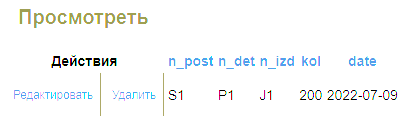 Просмотреть
Действия n_post n_det n_izd kol date
Редактировать Удалить S1 P1 J1 200 2022-07-09